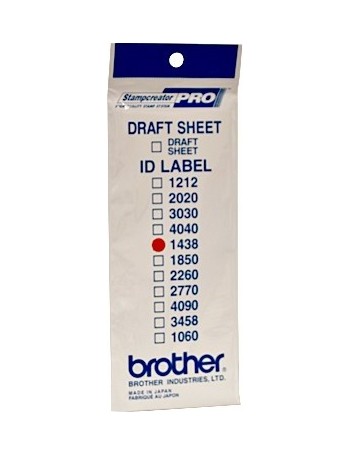 Stampcreator PRO
DRAFT SHEET
DRAFT
SHEET
ID LABEL
1212
2020
3030
4040
1438
1850
2260
2770
4090
3458
1060
brother
BROTHER INDUSTRIES, LTD.
MADE IN JAPAN
FABRIQUÉ AU JAPON